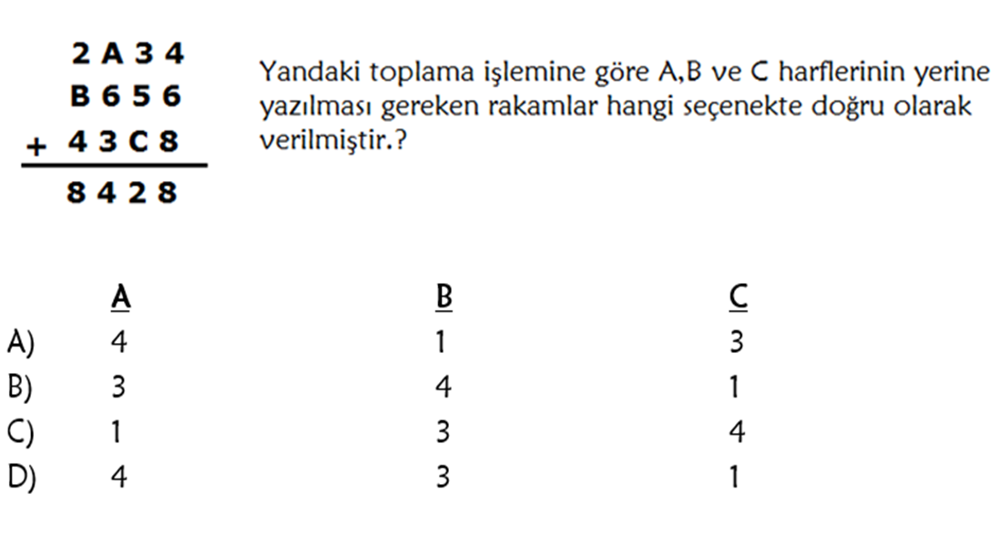 2 A 3 4
B 6 5 6
+ 4 3 C 8
8 4 2 8
Yandaki toplama işlemine göre A,B ve C harflerinin yerine
yazılması gereken rakamlar hangi seçenekte doğru olarak
verilmiştir.?
A B C
A) 4 1 3
B) 3 4 1
C) 1 3 4
D) 4 3 1